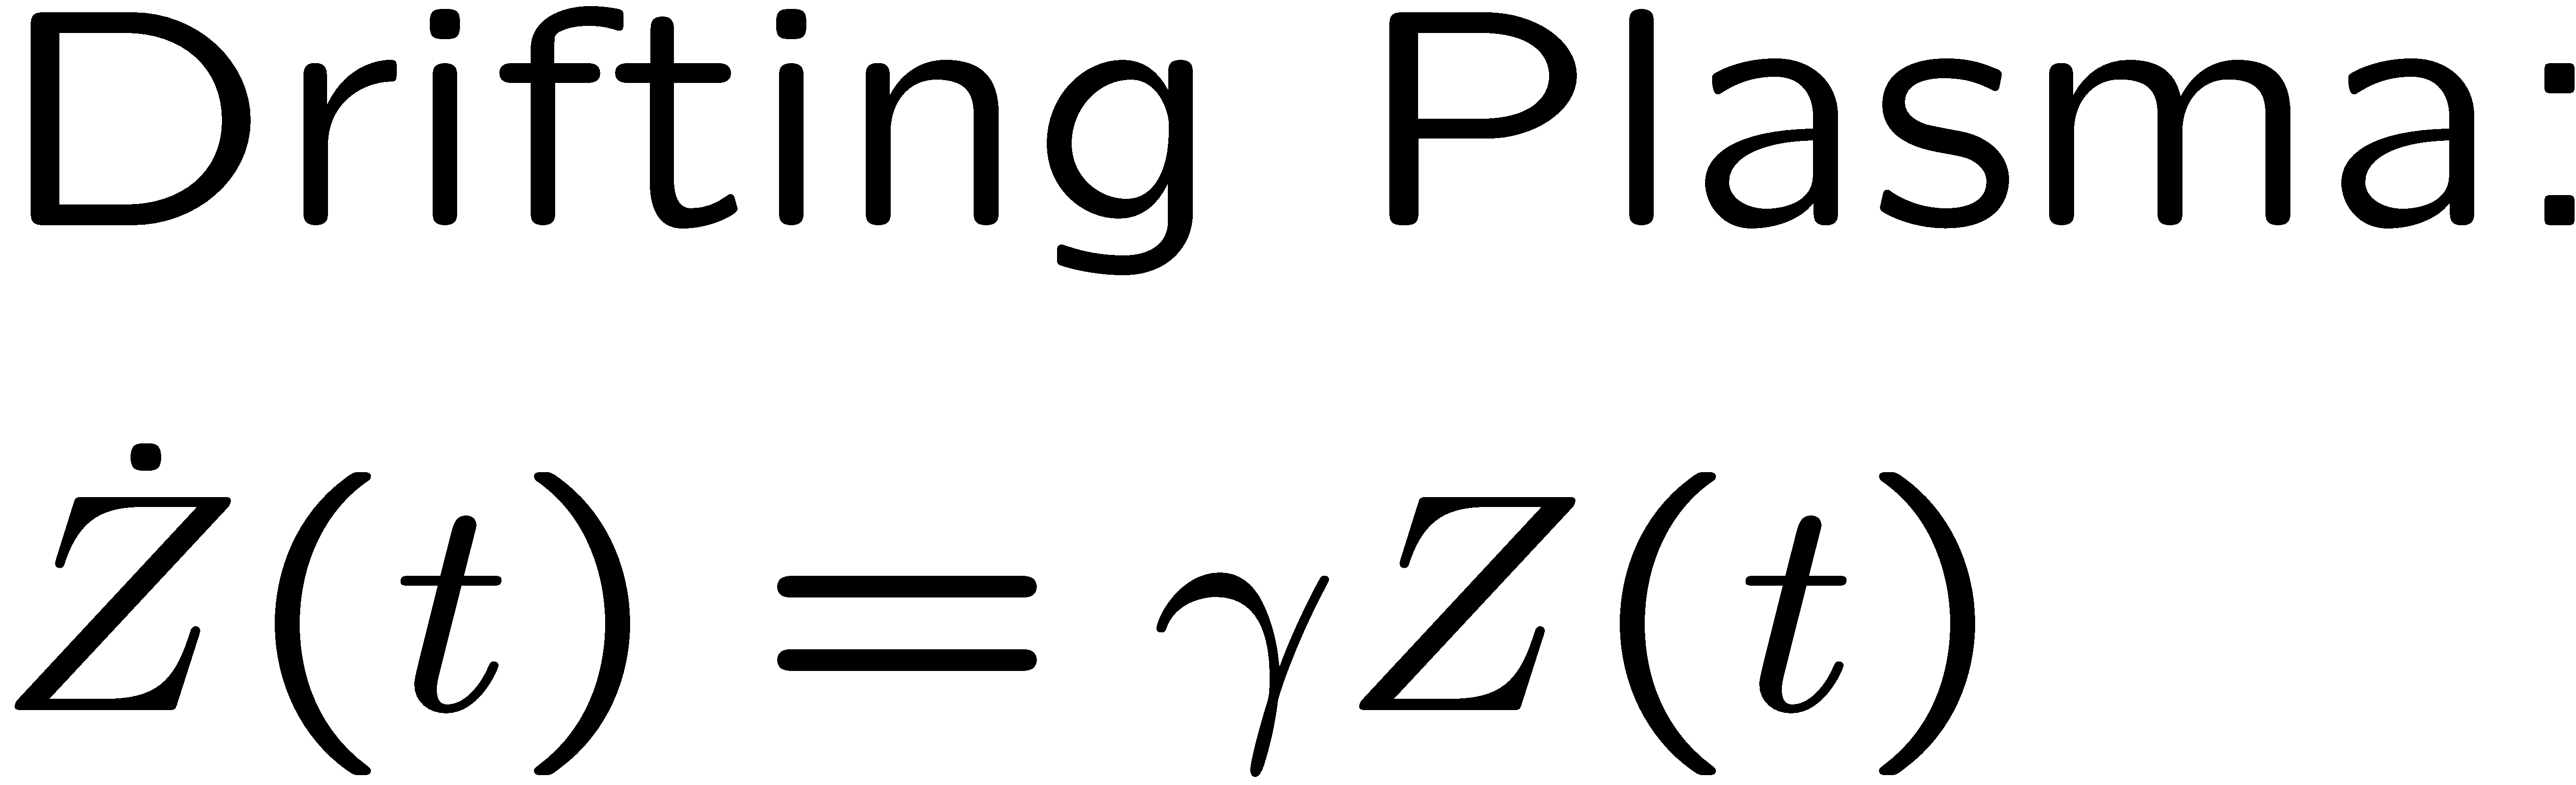 Drifting Plasma:
Ż(t) = γZ(t)